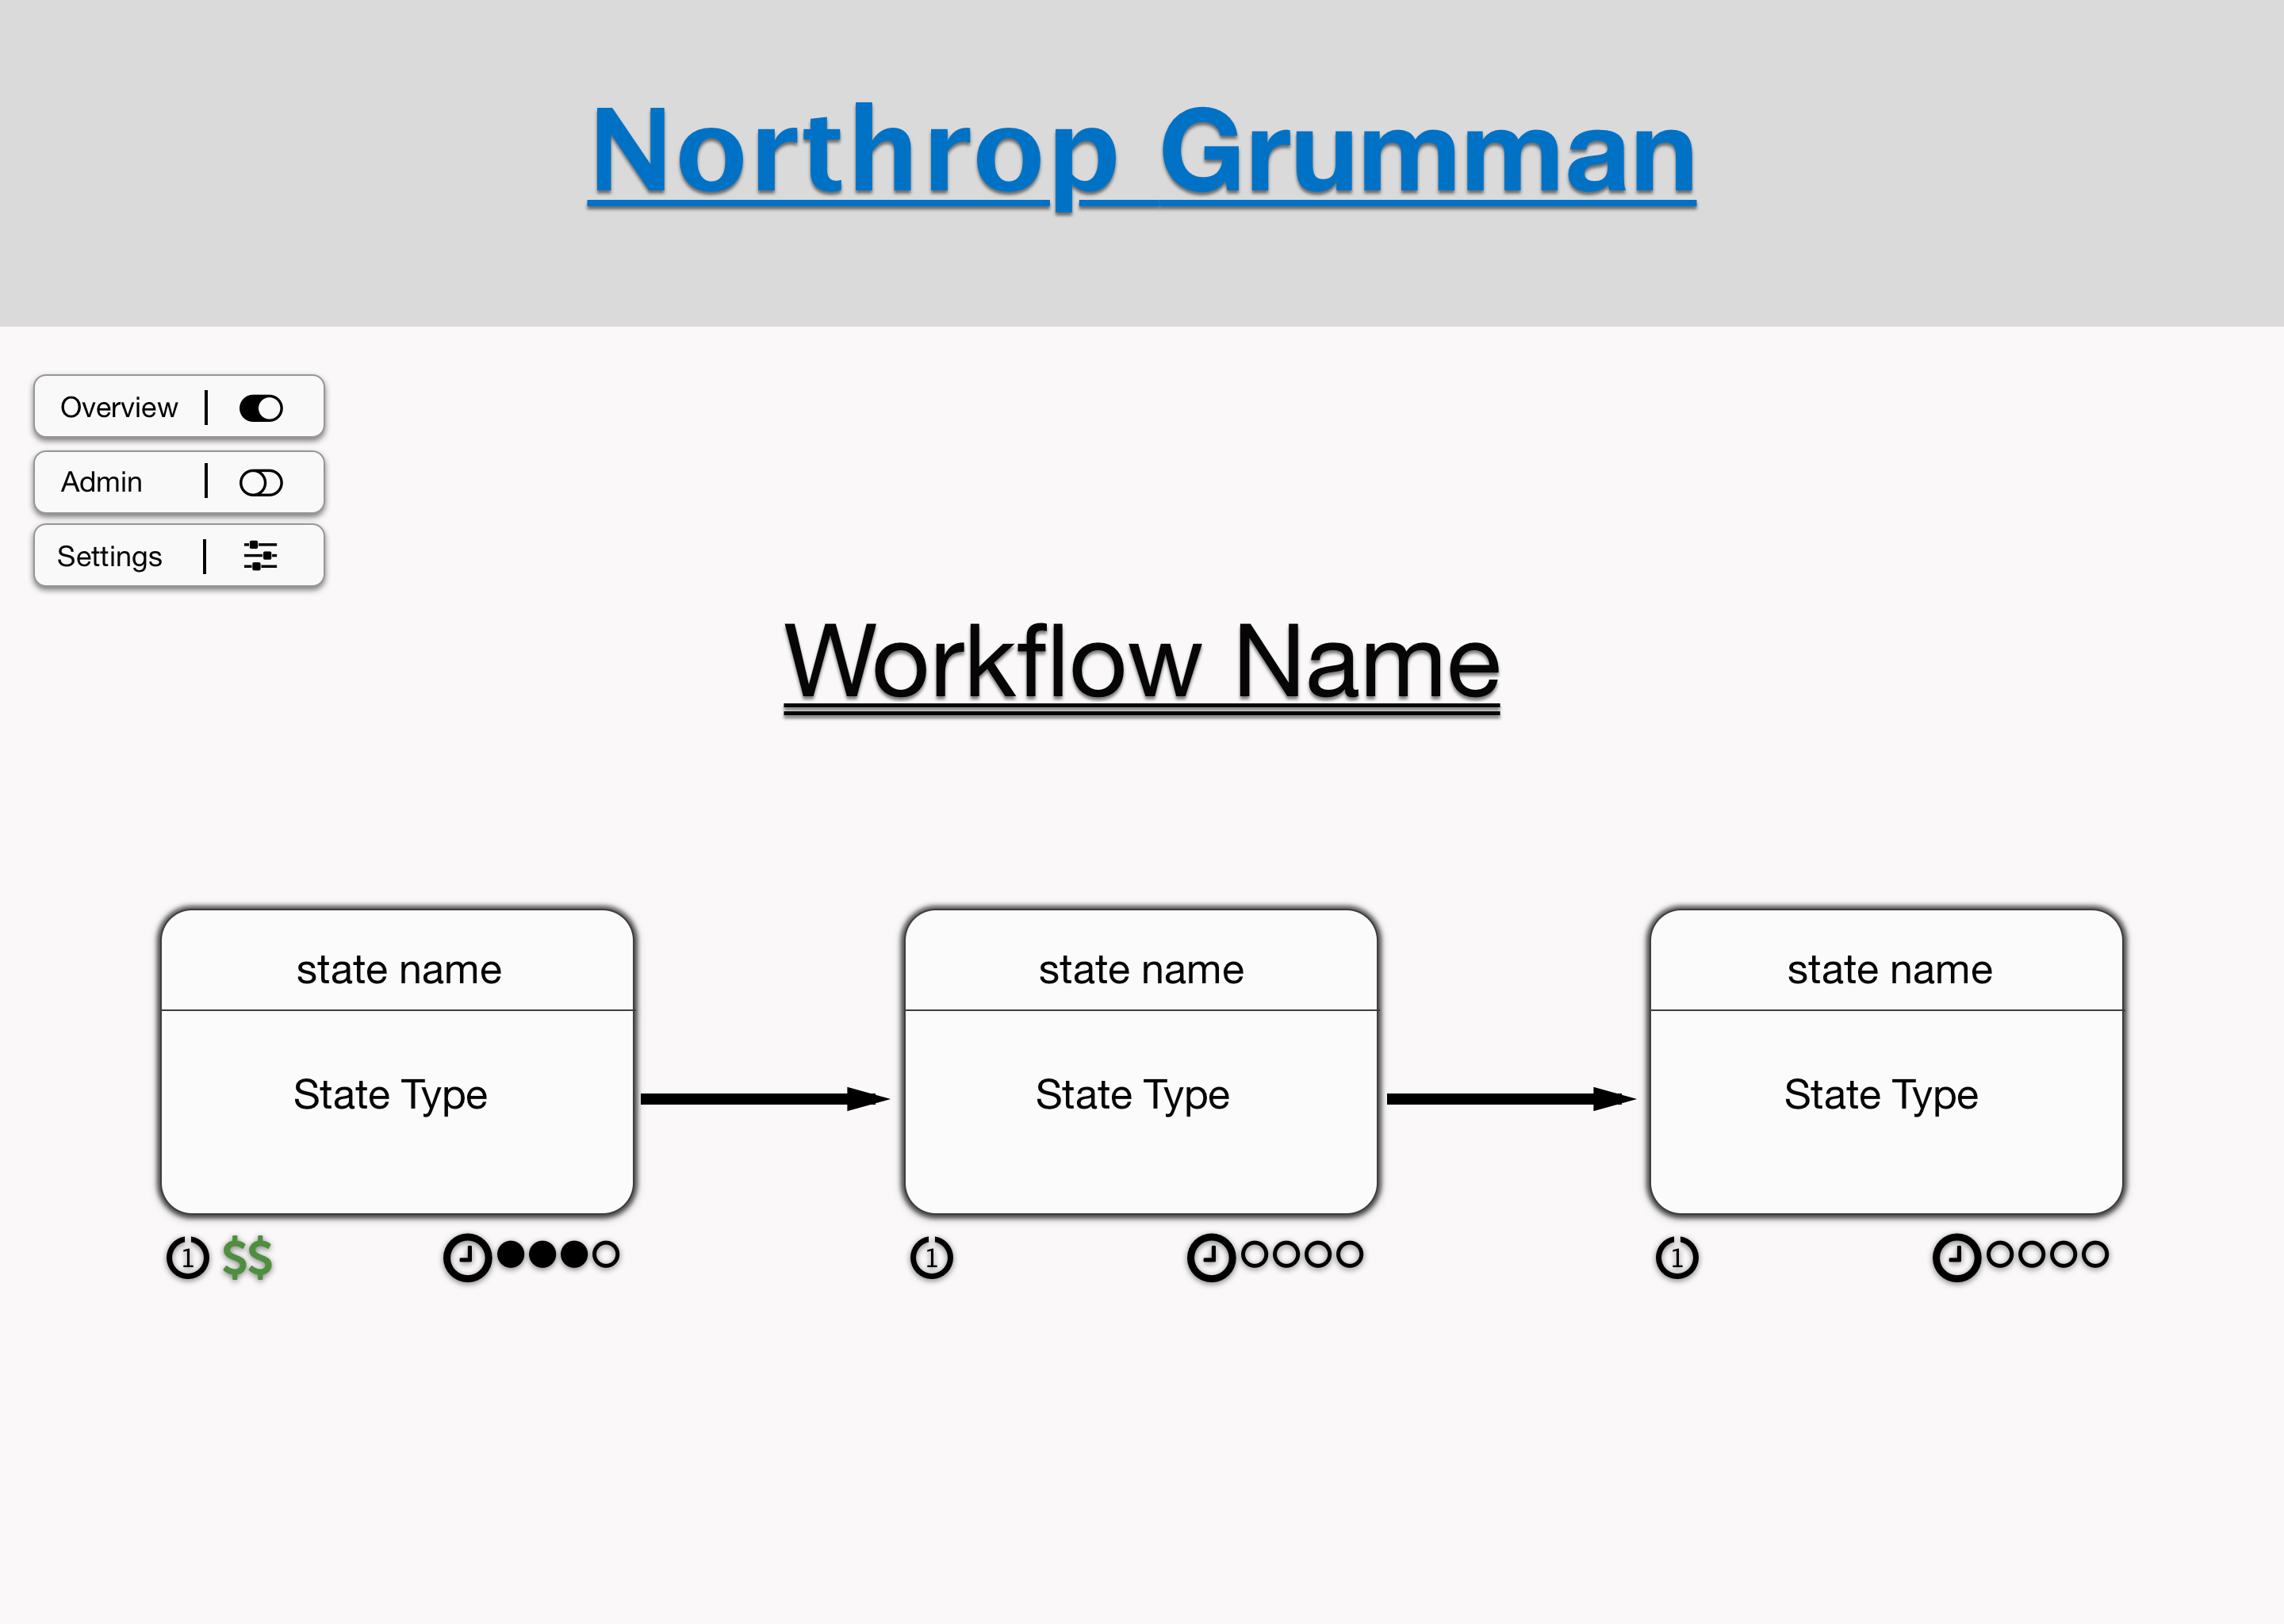 Northrop Grumman
Overview
Admin
Settings
Workflow Name
state name
State Type
1 $$
state name
State Type
1
state name
State Type
1